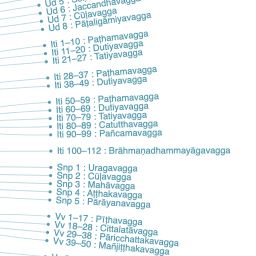 Ud 5 :
Ud 6 : Jaccandhavagga
Ud 7 : Cūḷavagga
Ud 8 : Pāṭaligāmiyavagga
Iti 1–10 : Paṭhamavagga
Iti 11–20 : Dutiyavagga
Iti 21–27 : Tatiyavagga
Iti 28–37 : Paṭhamavagga
Iti 38–49 : Dutiyavagga
Iti 50–59 : Paṭhamavagga
Iti 60–69 : Dutiyavagga
Iti 70–79 : Tatiyavagga
Iti 80–89 : Catutthavagga
Iti 90–99 : Pañcamavagga
Iti 100–112 : Brāhmaṇadhammayāgavagga
Snp 1 : Uragavagga
Snp 2 : Cūḷavagga
Snp 3 : Mahāvagga
Snp 4 : Aṭṭhakavagga
Snp 5 : Pārāyanavagga
Vv 1–17 : Pīṭhavagga
Vv 18–28 : Cittalatāvagga
Vv 29–38 : Pāricchattakavagga
Vv 39–50 : Mañjiṭṭhakavagga